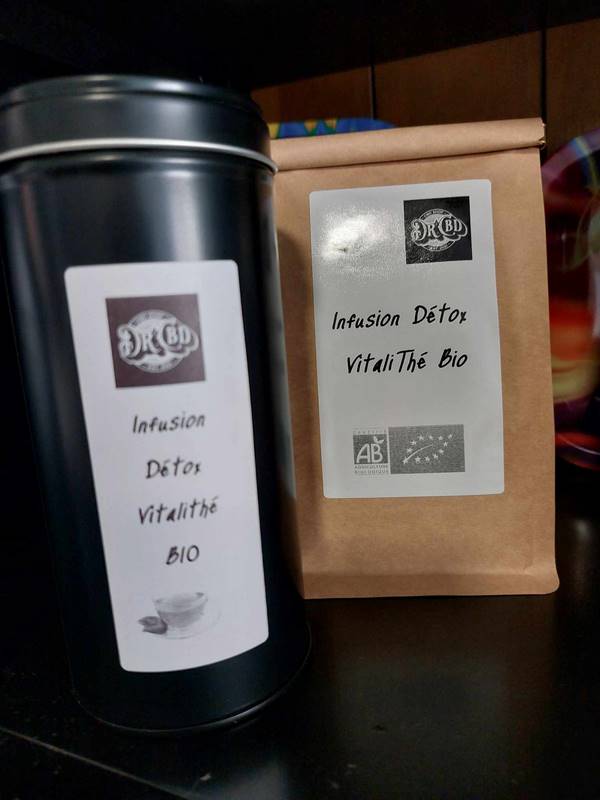 DR CBD
Infusion
Détox
Vitalithé
BIO
DR CBD
Infusion Détox
VitaliThé Bio
AB
AGRICULTURE
BIOLOGIQUE